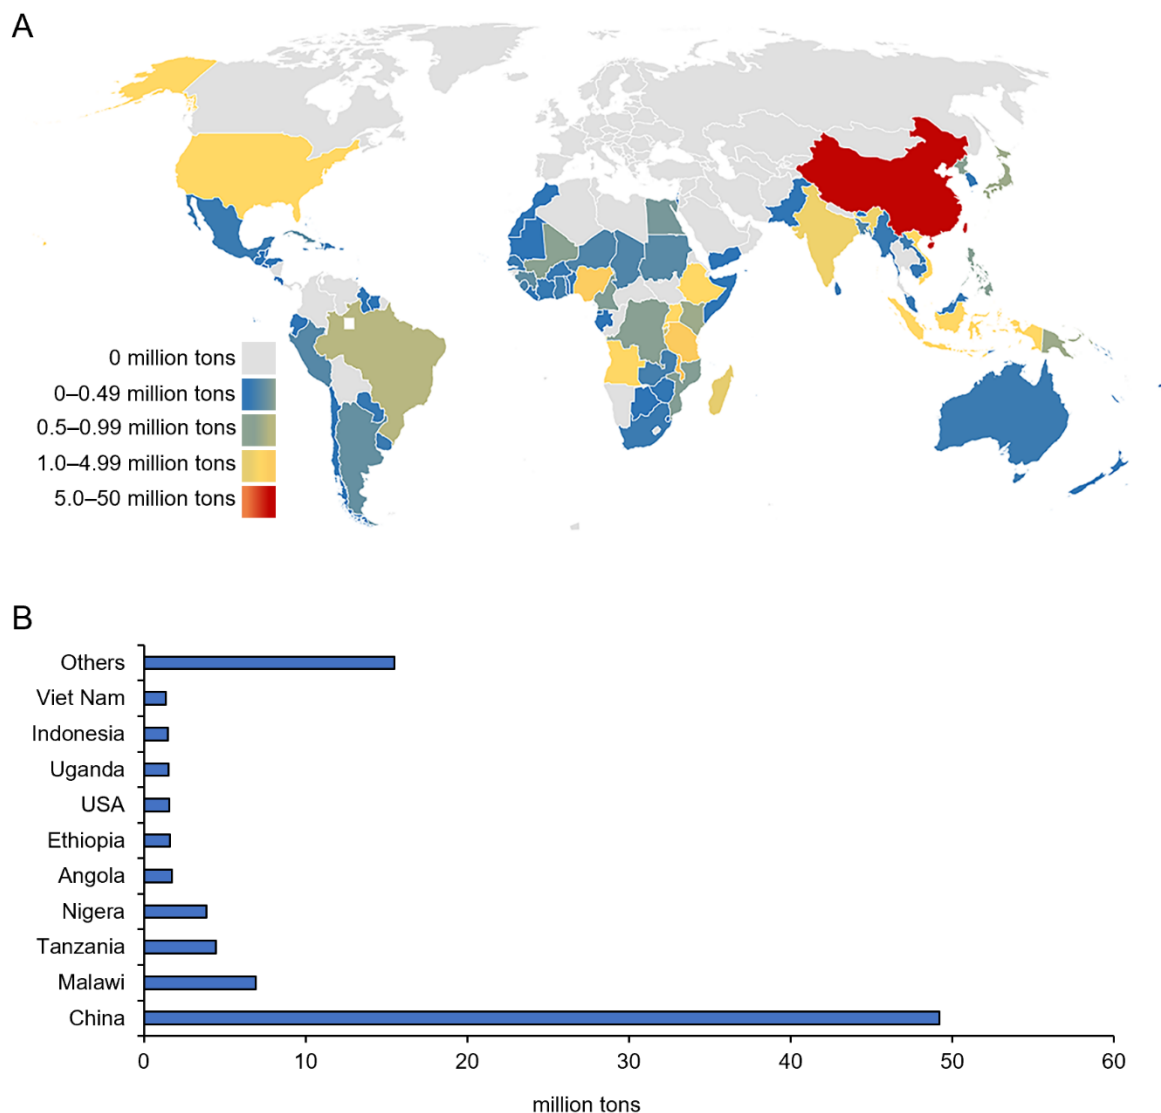 A
0 million tons
0–0.49 million tons
0.5–0.99 million tons
1.0–4.99 million tons
5.0–50 million tons
B
Others
Viet Nam
Indonesia
Uganda
USA
Ethiopia
Angola
Nigera
Tanzania
Malawi
China
0 10 20 30 40 50 60
million tons